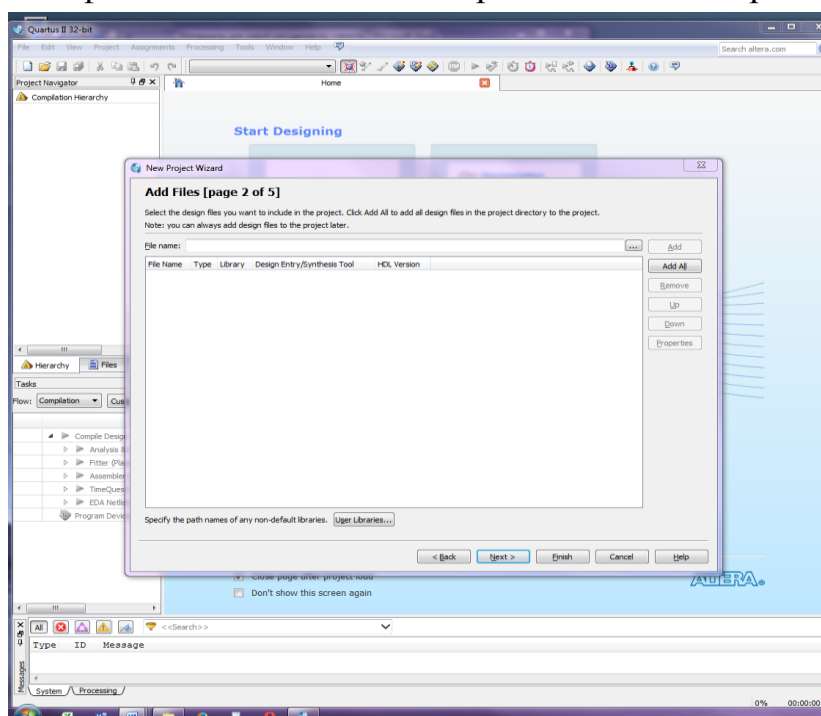 Quartus II 32-bit
File Edit View Project Assignments Processing Tools Window Help
Search altera.com
Project Navigator
Home
Compilation Hierarchy
Start Designing
New Project Wizard
Add Files [page 2 of 5]
Select the design files you want to include in the project. Click Add All to add all design files in the project directory to the project.
Note: you can always add design files to the project later.
File name: ... Add
File Name Type Library Design Entry/Synthesis Tool HDL Version
Add All
Remove
Up
Down
Properties
Hierarchy Files
Tasks
Flow: Compilation
Compile Desig
Analysis
Fitter (Pla
Assembler
TimeQues
EDA Netlis
Program Devic
Specify the path names of any non-default libraries. User Libraries...
< Back Next > Finish Cancel Help
Close page after project load
Don't show this screen again
ALTERA
All <<Search>>
Type ID Message
Messages
System Processing
0% 00:00:00